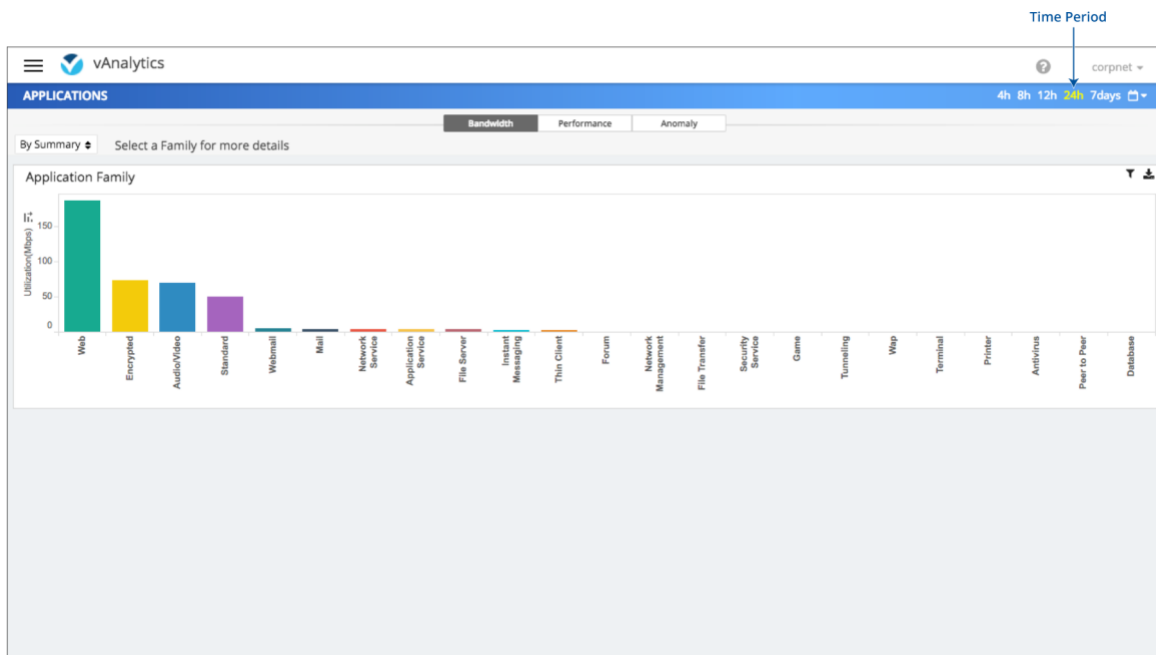 Time Period
vAnalytics
corpnet
APPLICATIONS
4h 8h 12h 24h 7days
Bandwidth Performance Anomaly
By Summary Select a Family for more details
Application Family
Utilization(Mbps)
150
100
50
0
Web
Encrypted
Audio/Video
Standard
Webmail
Mail
Network
Service
Application
Service
File Server
Instant
Messaging
Thin Client
Forum
Network
Management
File Transfer
Security
Service
Game
Tunneling
Wap
Terminal
Printer
Antivirus
Peer to Peer
Database